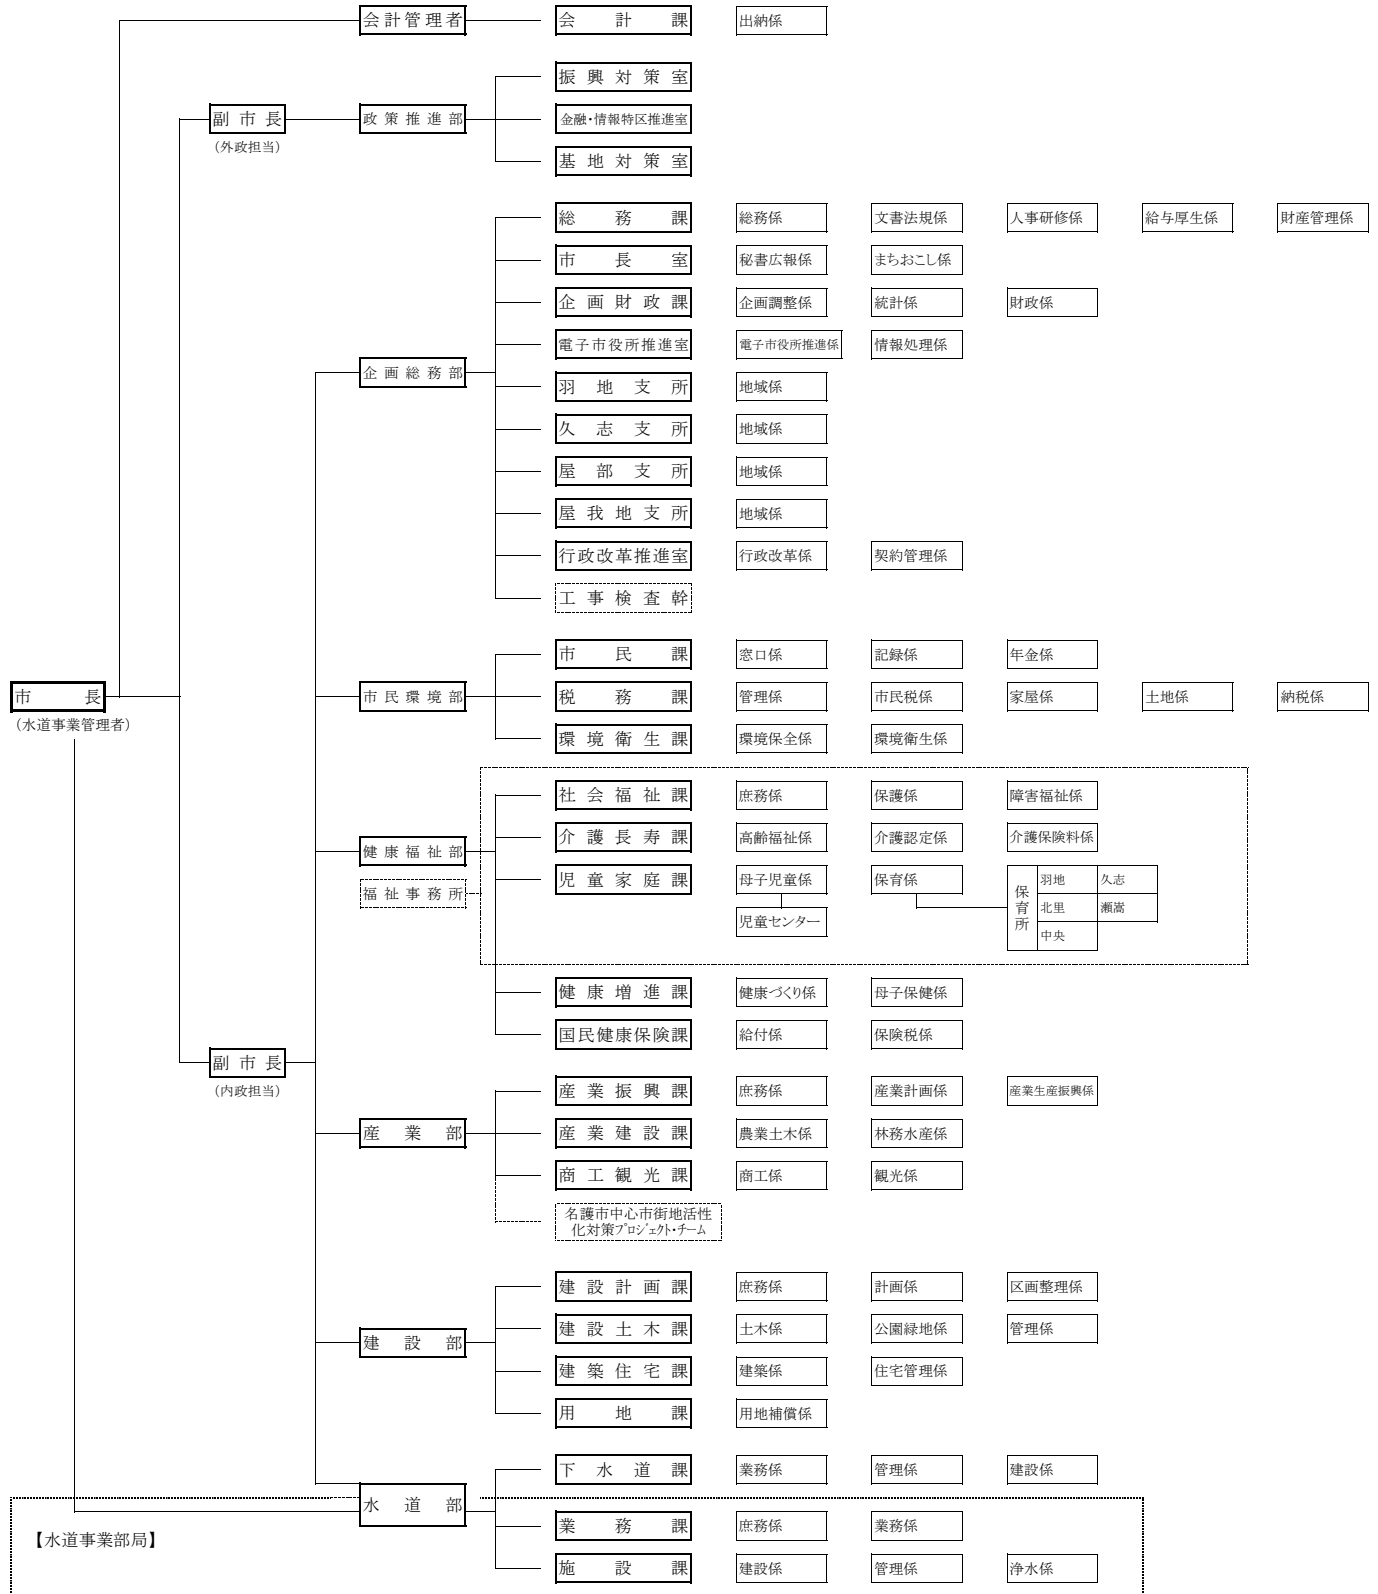 会計管理者 会計課 出納係
振興対策室
副市長 政策推進部 金融・情報特区推進室
（外政担当）
基地対策室
総務課 総務係 文書法規係 人事研修係 給与厚生係 財産管理係
市長室 秘書広報係 まちおこし係
企画財政課 企画調整係 統計係 財政係
電子市役所推進室 電子市役所推進係 情報処理係
企画総務部
羽地支所 地域係
久志支所 地域係
屋部支所 地域係
屋我地支所 地域係
行政改革推進室 行政改革係 契約管理係
工事検査幹
市民課 窓口係 記録係 年金係
市長 市民環境部 税務課 管理係 市民税係 家屋係 土地係 納税係
（水道事業管理者）
環境衛生課 環境保全係 環境衛生係
社会福祉課 庶務係 保護係 障害福祉係
介護長寿課 高齢福祉係 介護認定係 介護保険料係
健康福祉部
児童家庭課 母子児童係 保育係 保育所 羽地 久志
福祉事務所
北里 瀬嵩
児童センター
中央
健康増進課 健康づくり係 母子保健係
国民健康保険課 給付係 保険税係
副市長
（内政担当）
産業振興課 庶務係 産業計画係 産業生産振興係
産業部 産業建設課 農業土木係 林務水産係
商工観光課 商工係 観光係
名護市中心市街地活性
化対策ﾌﾟﾛｼﾞｪｸﾄ・ﾁｰﾑ
建設計画課 庶務係 計画係 区画整理係
建設土木課 土木係 公園緑地係 管理係
建設部
建築住宅課 建築係 住宅管理係
用地課 用地補償係
下水道課 業務係 管理係 建設係
水道部
業務課 庶務係 業務係
【水道事業部局】
施設課 建設係 管理係 浄水係